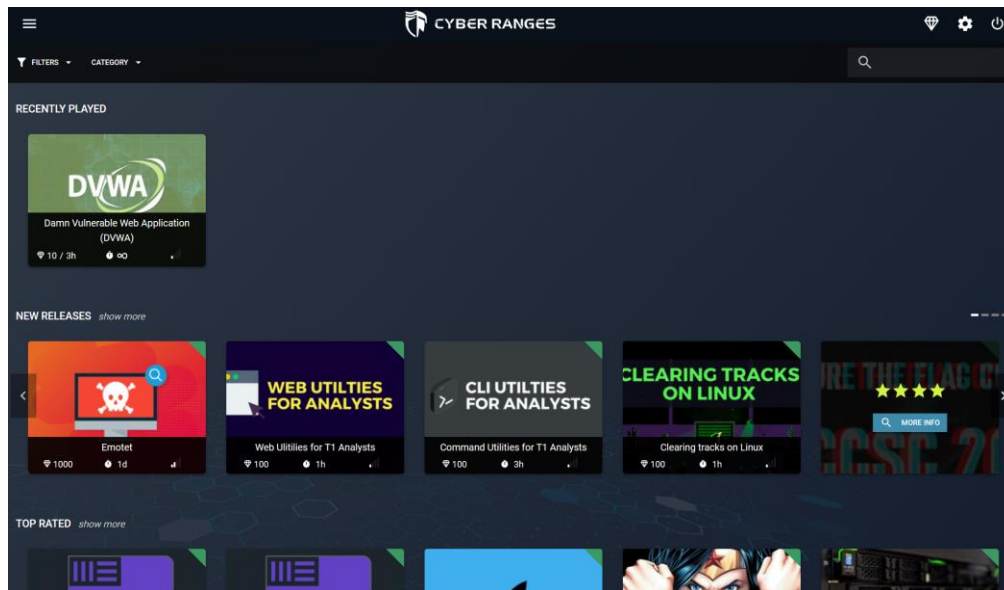 CYBER RANGES
FILTERS CATEGORY
RECENTLY PLAYED
DVWA
Damn Vulnerable Web Application
(DVWA)
10 / 3h ∞
NEW RELEASES show more
WEB UTILTIES
FOR ANALYSTS
CLI UTILTIES
FOR ANALYSTS
CLEARING TRACKS
ON LINUX
MORE INFO
Emotet
Web Ulitilies for T1 Analysts
Command Utilities for T1 Analysts
Clearing tracks on Linux
1000 1d
100 1h
100 3h
100 1h
TOP RATED show more